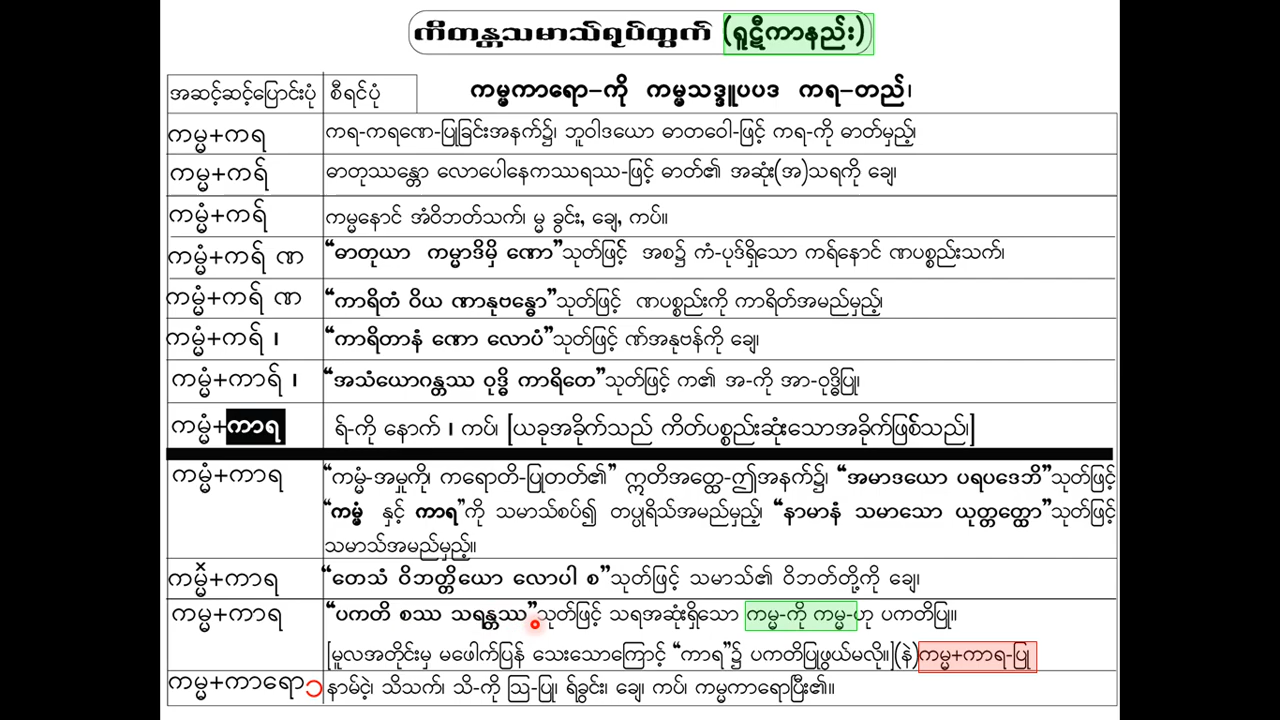 ကိတန္တသမာသ်ရုပ်တွက် (ရူဋီကာနည်း)
အဆင့်ဆင့်ပြောင်းပုံ စီရင်ပုံ ကမ္မကာရော–ကို ကမ္မသဒ္ဒူပပဒ ကရ–တည်၊
ကမ္မ+ကရ ကရ-ကရဏေ-ပြုခြင်းအနက်၌၊ ဘူဝါဒယော ဓာတဝေါ-ဖြင့် ကရ-ကို ဓာတ်မှည့်၊
ကမ္မ+ကရ် ဓာတုဿန္တော လောပေါနေကဿရဿ-ဖြင့် ဓာတ်၏ အဆုံး(အ)သရကို ချေ၊
ကမ္မံ+ကရ် ကမ္မနောင် အံဝိဘတ်သက်၊ မ္မ ခွင်း, ချေ, ကပ်။
ကမ္မံ+ကရ် ဏ “ဓာတုယာ ကမ္မာဒိမှိ ဏော”သုတ်ဖြင့် အစ၌ ကံ-ပုဒ်ရှိသော ကရ်နောင် ဏပစ္စည်းသက်၊
ကမ္မံ+ကရ် ဏ “ကာရိတံ ဝိယ ဏာနုဗန္ဓော”သုတ်ဖြင့် ဏပစ္စည်းကို ကာရိတ်အမည်မှည့်၊
ကမ္မံ+ကရ် ၊ “ကာရိတာနံ ဏော လောပံ”သုတ်ဖြင့် ဏ်အနုဗန်ကို ချေ၊
ကမ္မံ+ကာရ် ၊ “အသံယောဂန္တဿ ဝုဒ္ဓိ ကာရိတေ”သုတ်ဖြင့် က၏ အ-ကို အာ-ဝုဒ္ဓိပြု၊
ကမ္မံ+ကာရ ရ်-ကို နောက် ၊ ကပ်၊ [ယခုအခိုက်သည် ကိတ်ပစ္စည်းဆုံးသောအခိုက်ဖြစ်သည်၊]
ကမ္မံ+ကာရ “ကမ္မံ-အမှုကို၊ ကရောတိ-ပြုတတ်၏” ဣတိအတ္ထေ-ဤအနက်၌၊ “အမာဒယော ပရပဒေဘိ”သုတ်ဖြင့်
“ကမ္မံ နှင့် ကာရ”ကို သမာသ်စပ်၍ တပ္ပုရိသ်အမည်မှည့်၊ “နာမာနံ သမာသော ယုတ္တတ္ထော”သုတ်ဖြင့်
သမာသ်အမည်မှည့်။
ကမ္မံ+ကာရ “တေသံ ဝိဘတ္တိယော လောပါ စ”သုတ်ဖြင့် သမာသ်၏ ဝိဘတ်တို့ကို ချေ၊
ကမ္မ+ကာရ “ပကတိ စဿ သရန္တဿ”သုတ်ဖြင့် သရအဆုံးရှိသော ကမ္မ-ကို ကမ္မ-ဟု ပကတိပြု။
[မူလအတိုင်းမှ မဖေါက်ပြန် သေးသောကြောင့် “ကာရ”၌ ပကတိပြုဖွယ်မလို။](နဲ)ကမ္မ+ကာရ-ပြု
ကမ္မ+ကာရော၁ နာမ်ငဲ့၊ သိသက်၊ သိ-ကို ဩ-ပြု၊ ရ်ခွင်း၊ ချေ၊ ကပ်၊ ကမ္မကာရောပြီး၏။